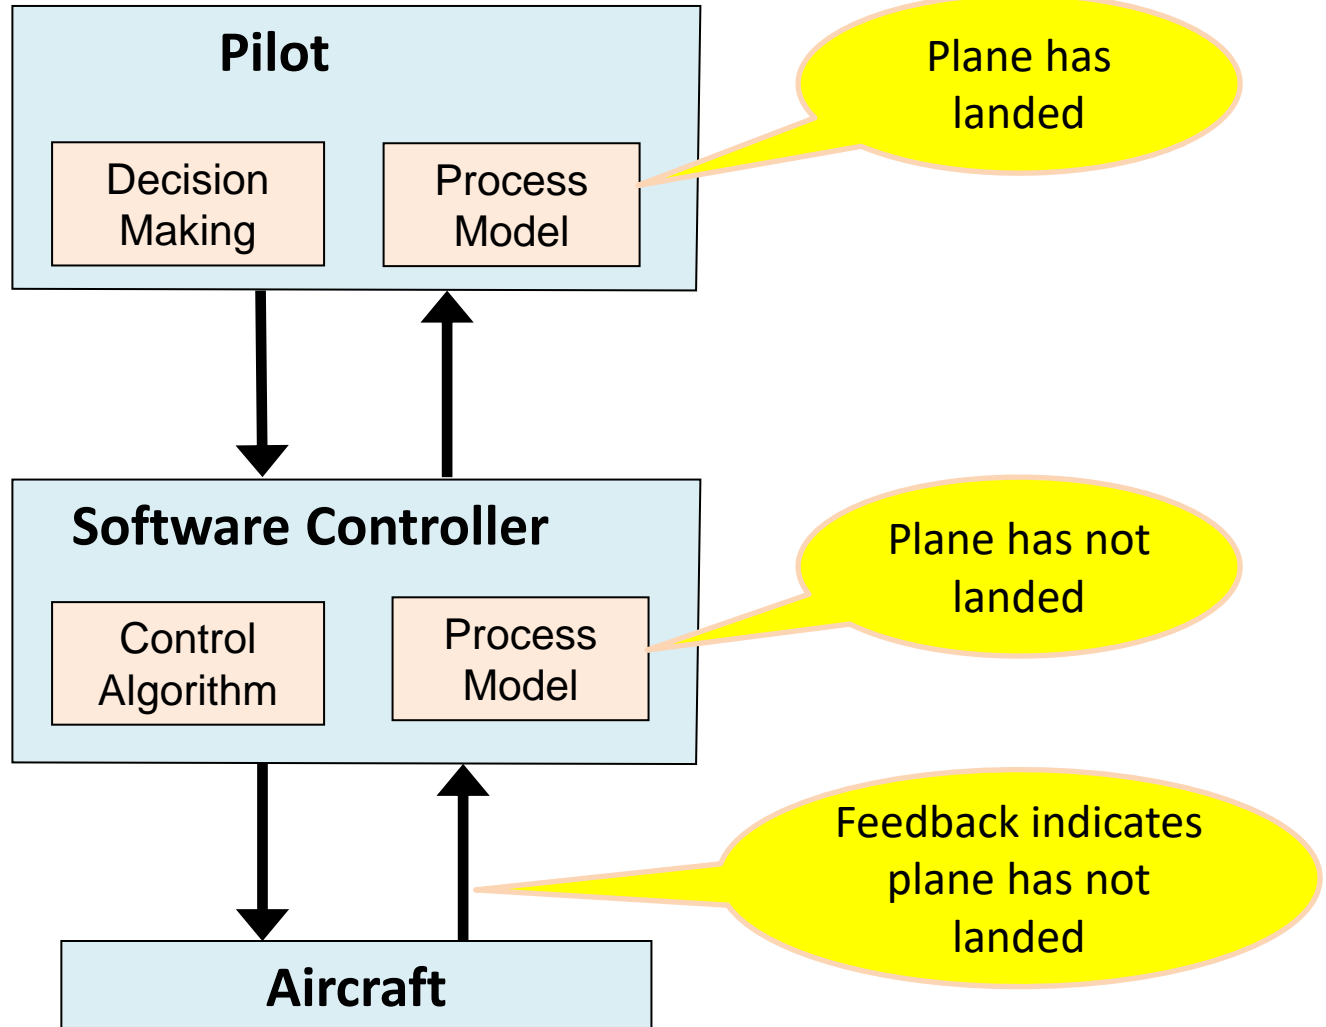 Pilot
Decision
Making
Process
Model
Plane has
landed
Software Controller
Control
Algorithm
Process
Model
Plane has not
landed
Feedback indicates
plane has not
landed
Aircraft